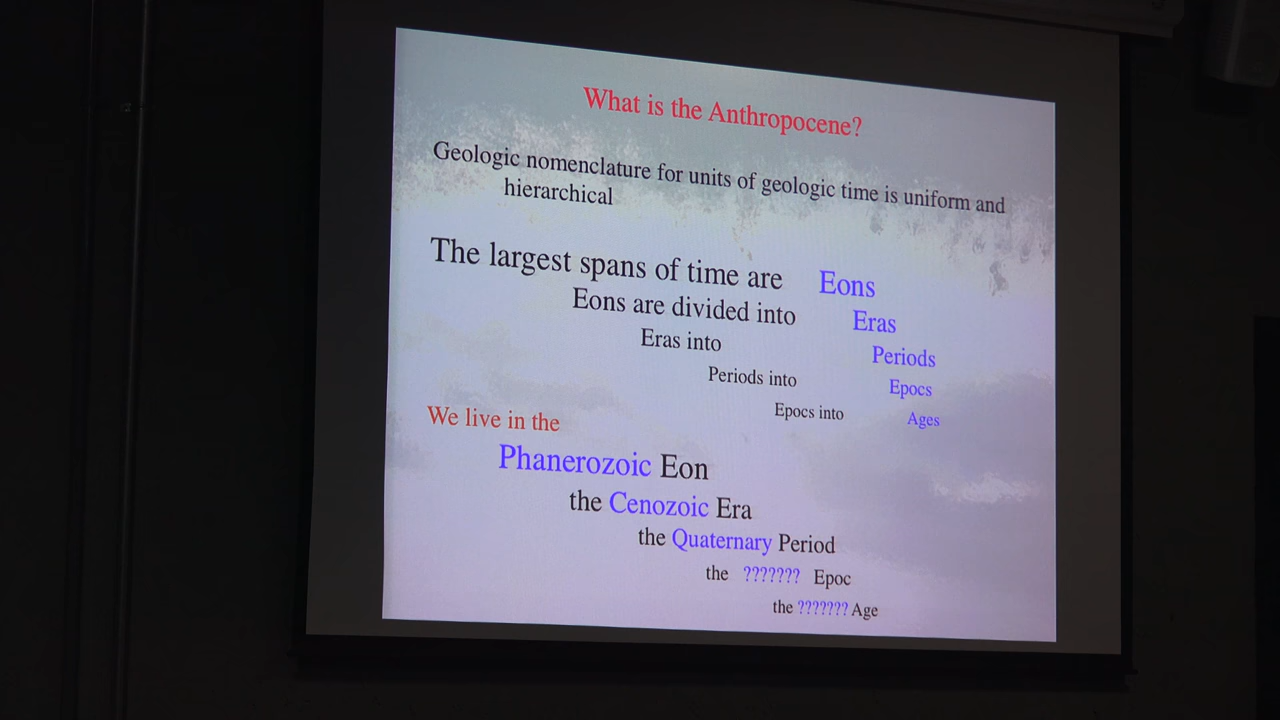 What is the Anthropocene?
Geologic nomenclature for units of geologic time is uniform and
hierarchical
The largest spans of time are Eons
Eons are divided into Eras
Eras into Periods
Periods into Epocs
Epocs into Ages
We live in the
Phanerozoic Eon
the Cenozoic Era
the Quaternary Period
the ??????? Epoc
the ??????? Age